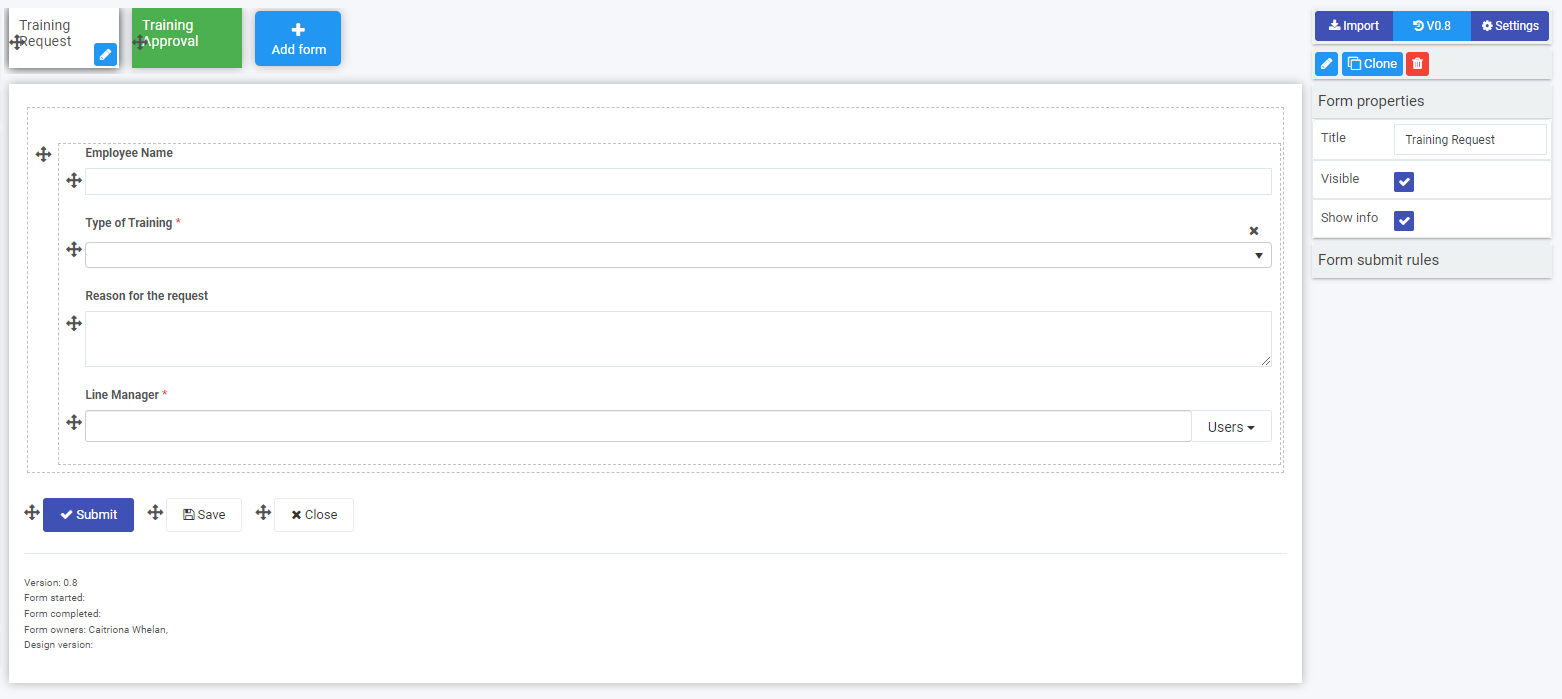 Training
Request
Training
Approval
Add form
Import
V0.8
Settings
Clone
Form properties
Title
Training Request
Visible
Show info
Form submit rules
Employee Name
Type of Training *
Reason for the request
Line Manager *
Users
Submit
Save
Close
Version: 0.8
Form started:
Form completed:
Form owners: Caitriona Whelan,
Design version: